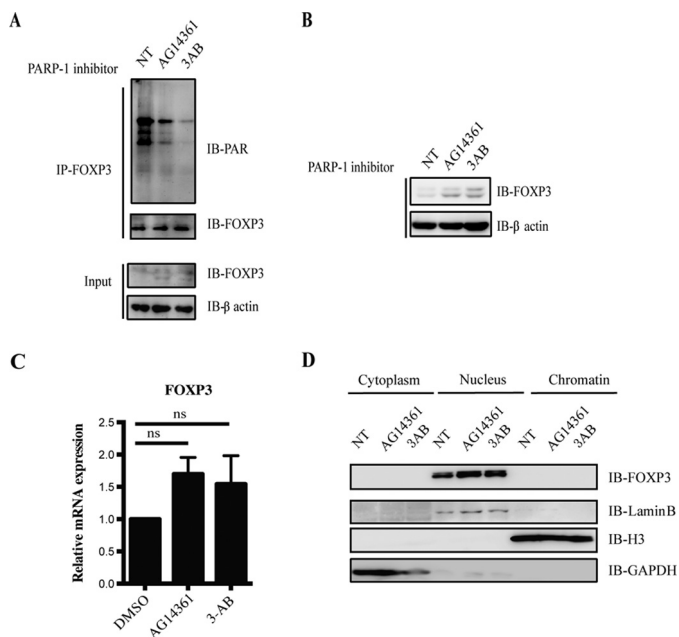 A
PARP-1 inhibitor
NT
AG14361
3AB
IP-FOXP3
IB-PAR
IB-FOXP3
Input
IB-FOXP3
IB-β actin
B
PARP-1 inhibitor
NT
AG14361
3AB
IB-FOXP3
IB-β actin
C
FOXP3
Relative mRNA expression
2.5
2.0
1.5
1.0
0.5
0.0
ns
ns
DMSO
AG14361
3-AB
D
Cytoplasm Nucleus Chromatin
NT AG14361 3AB NT AG14361 3AB NT AG14361 3AB
IB-FOXP3
IB-LaminB
IB-H3
IB-GAPDH